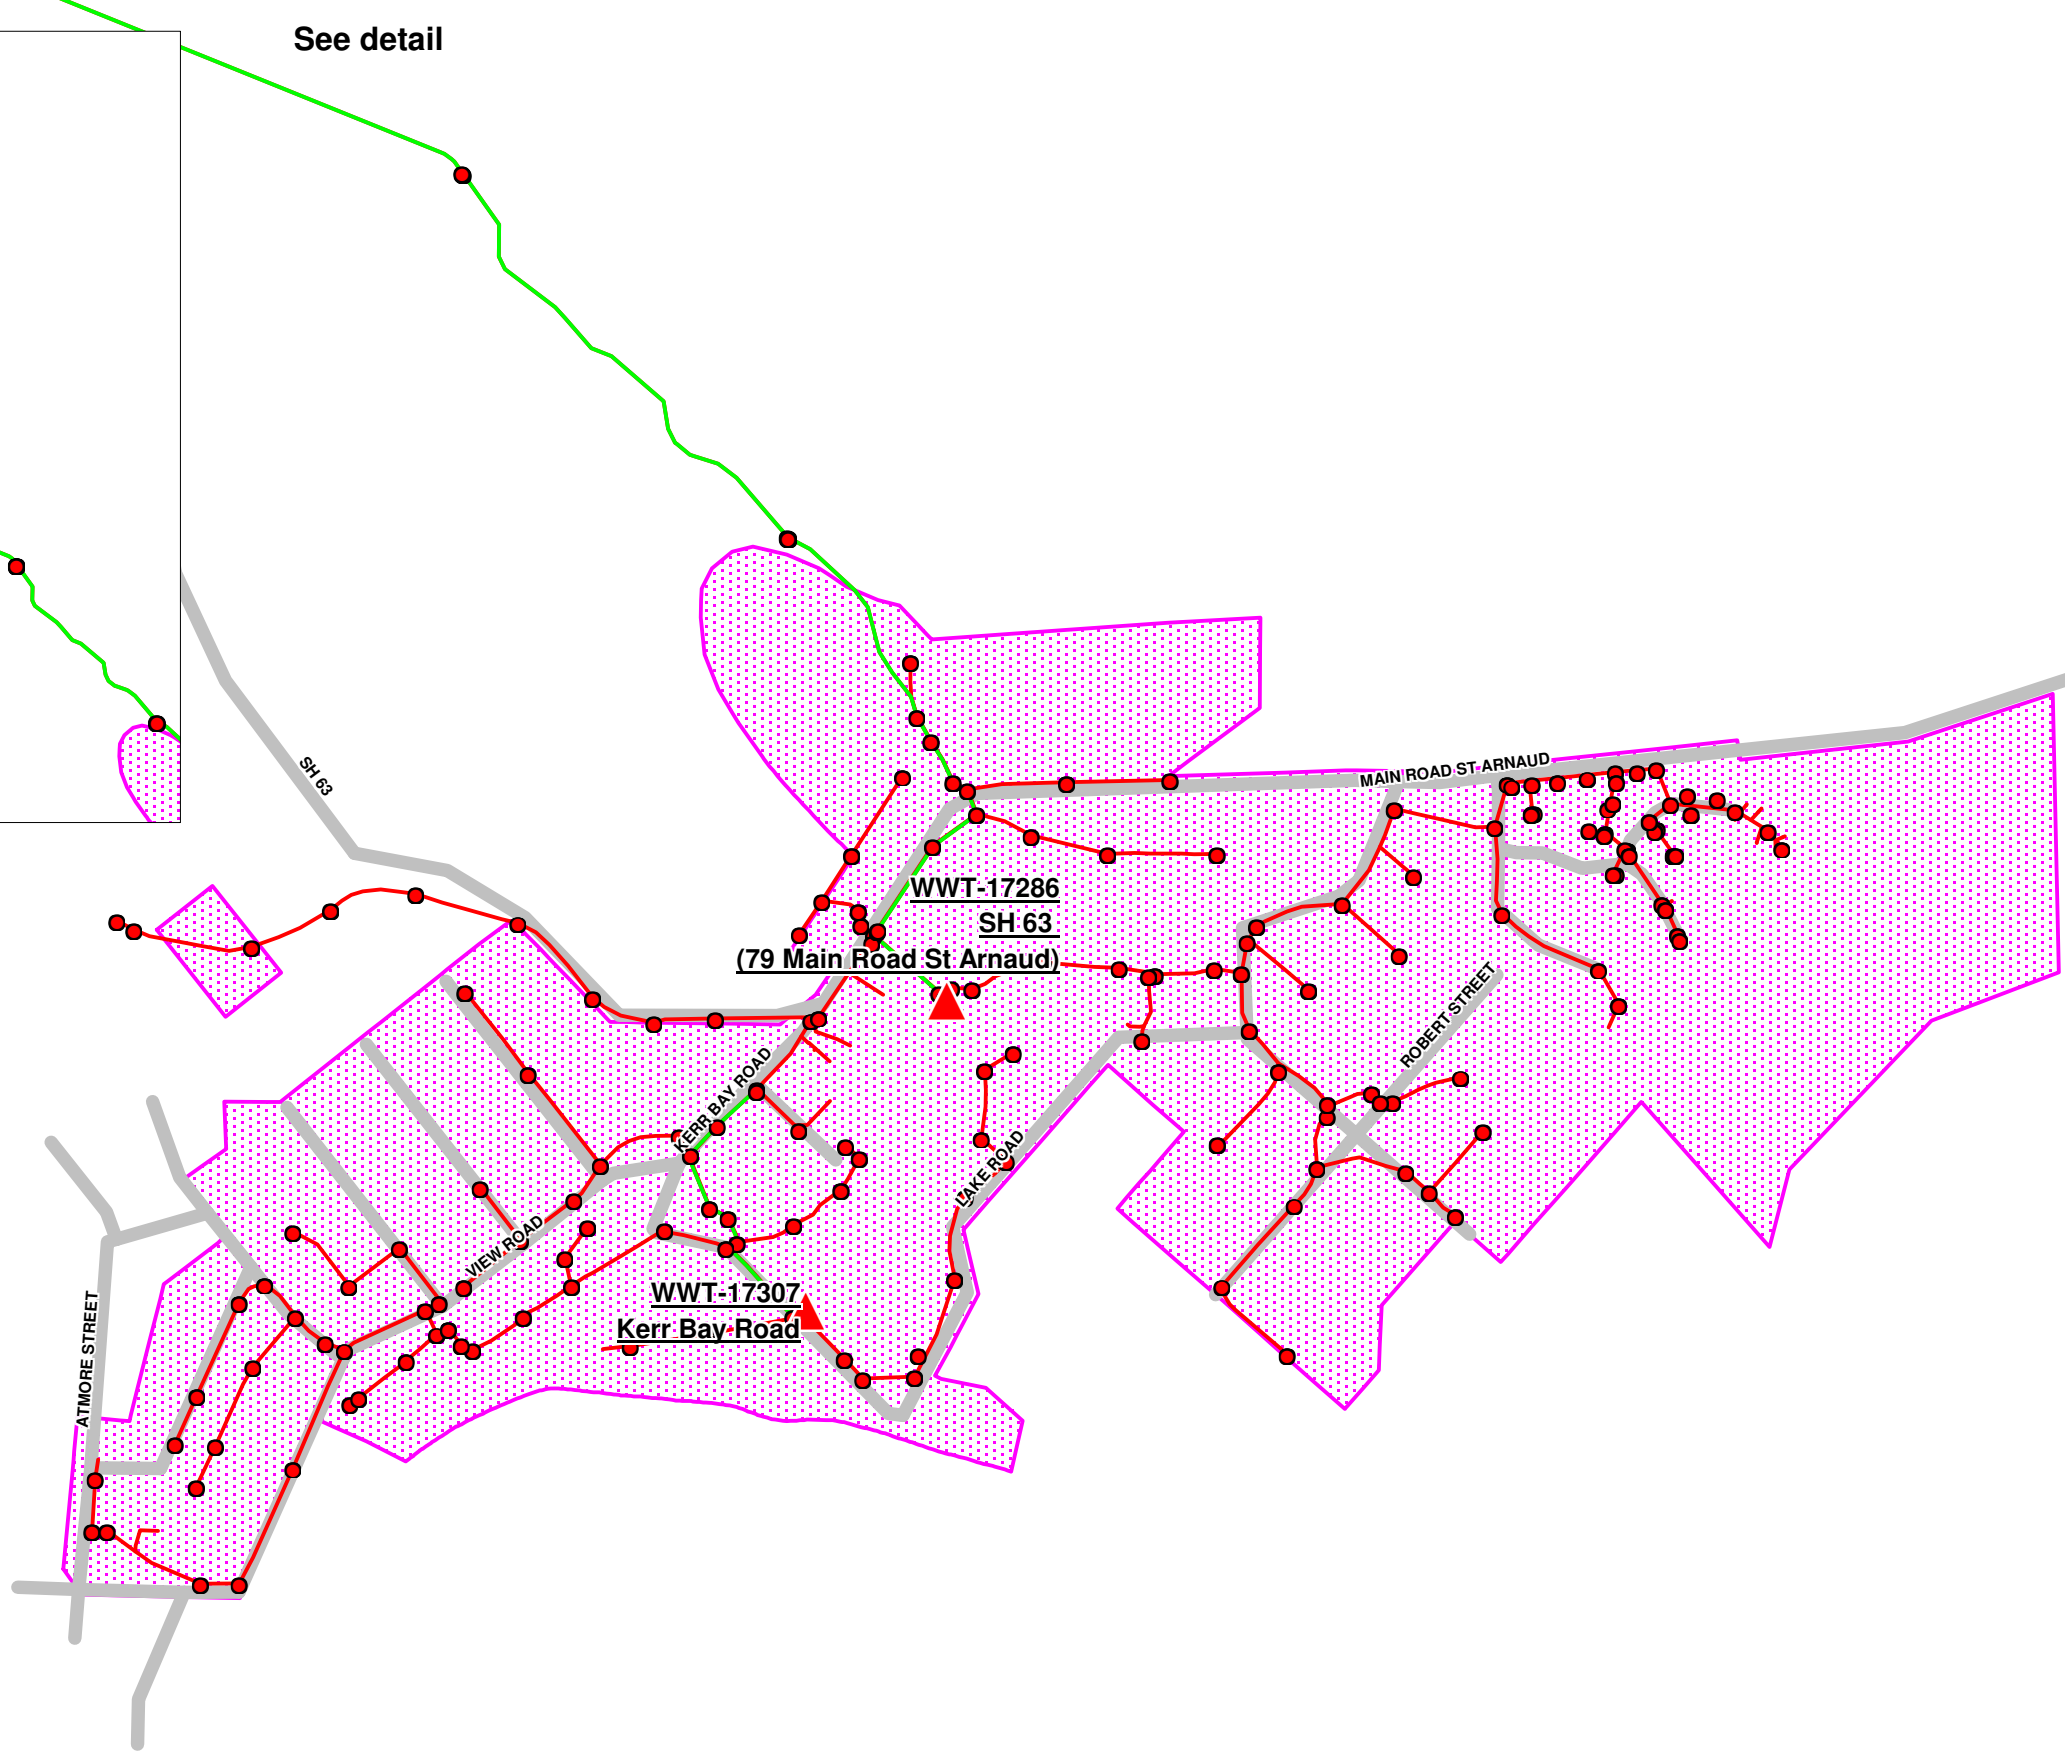 See detail
SH 63
MAIN ROAD ST ARNAUD
WWT-17286
SH 63
(79 Main Road St Arnaud)
ROBERT STREET
KERR BAY ROAD
LAKE ROAD
VIEW ROAD
WWT-17307
Kerr Bay Road
ATMORE STREET